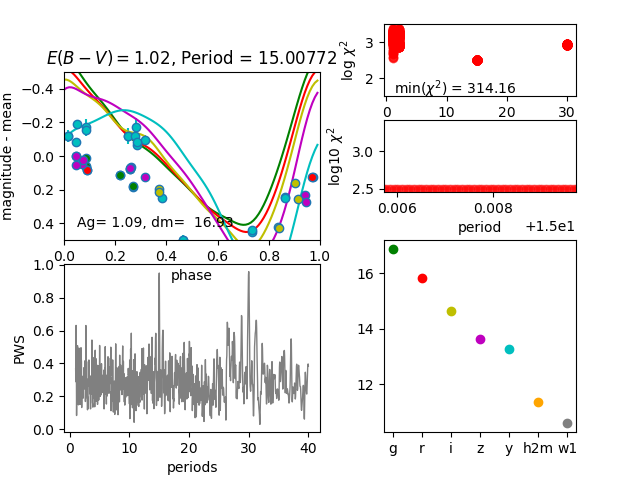 E(B − V) = 1.02, Period = 15.00772
magnitude - mean
−0.4
−0.2
0.0
0.2
0.4
Ag= 1.09, dm= 16.93
0.0 0.2 0.4 0.6 0.8 1.0
phase
log χ²
3
2
min(χ²) = 314.16
0 10 20 30
log10 χ²
3.0
2.5
0.006 0.008
period
+1.5e1
PWS
1.0
0.8
0.6
0.4
0.2
0.0
0 10 20 30 40
periods
16
14
12
g r i z y h2m w1